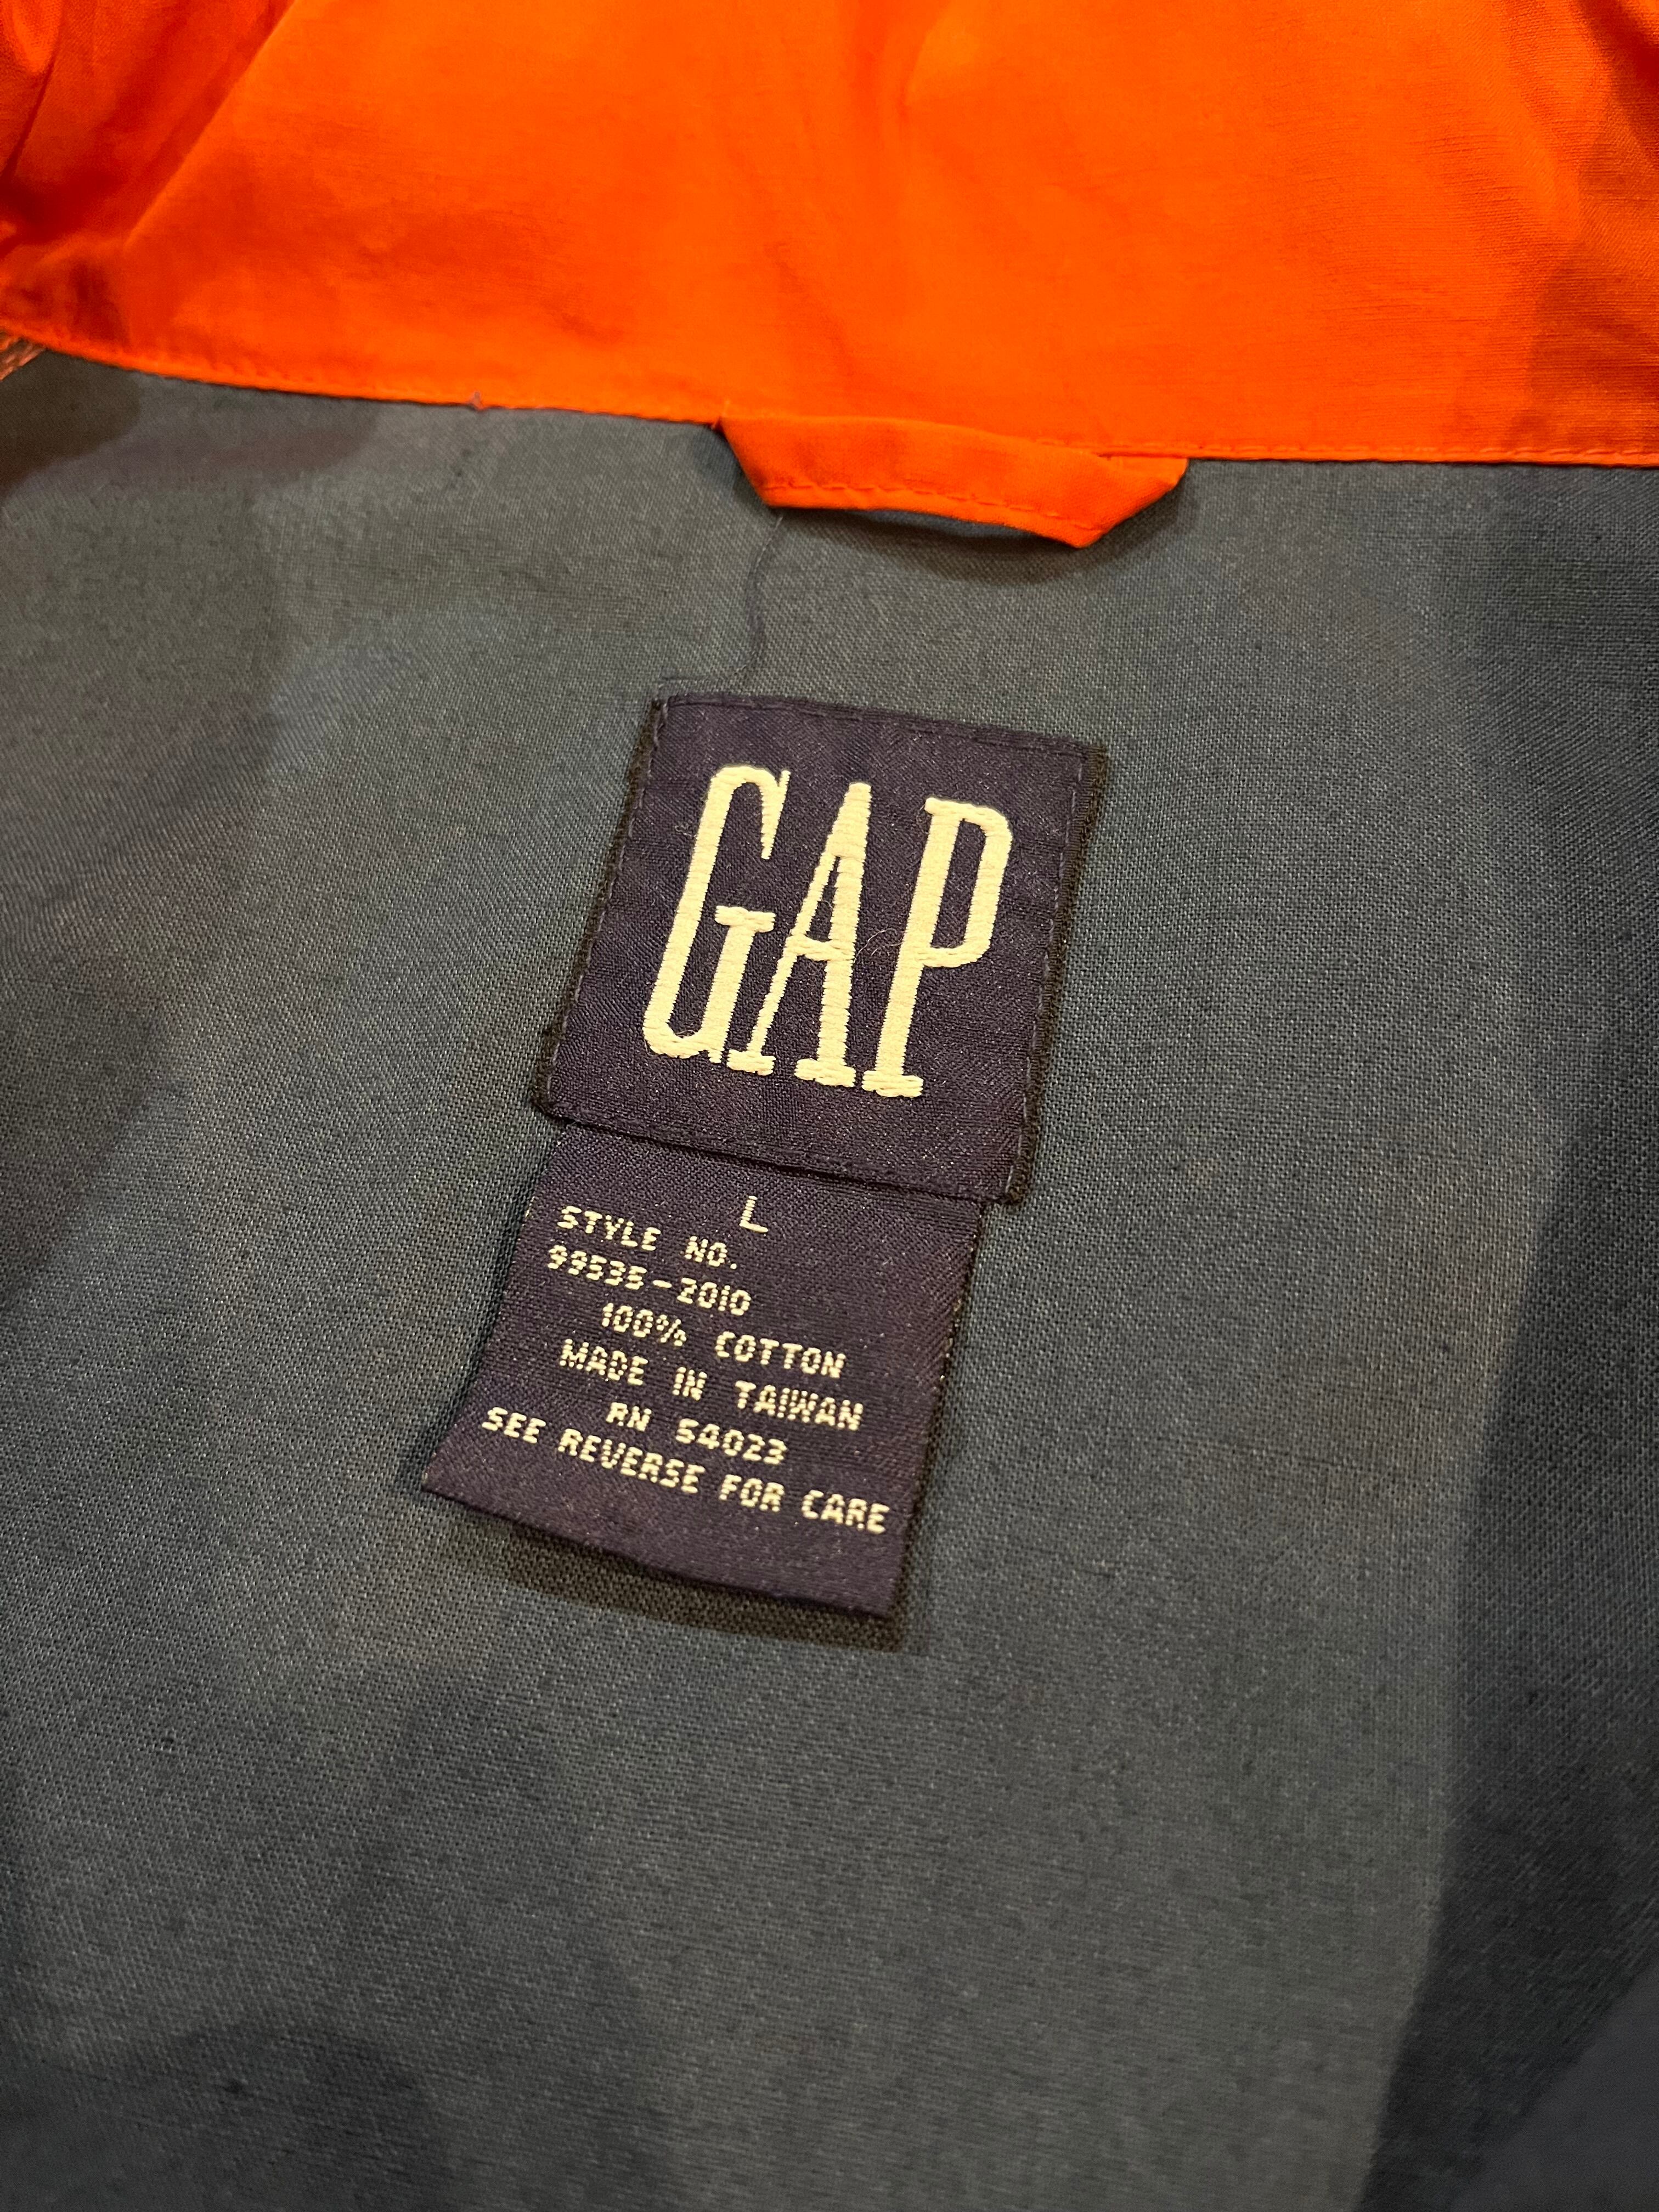 GAP
L
STYLE NO.
99535-2010
100% COTTON
MADE IN TAIWAN
RN 54023
SEE REVERSE FOR CARE